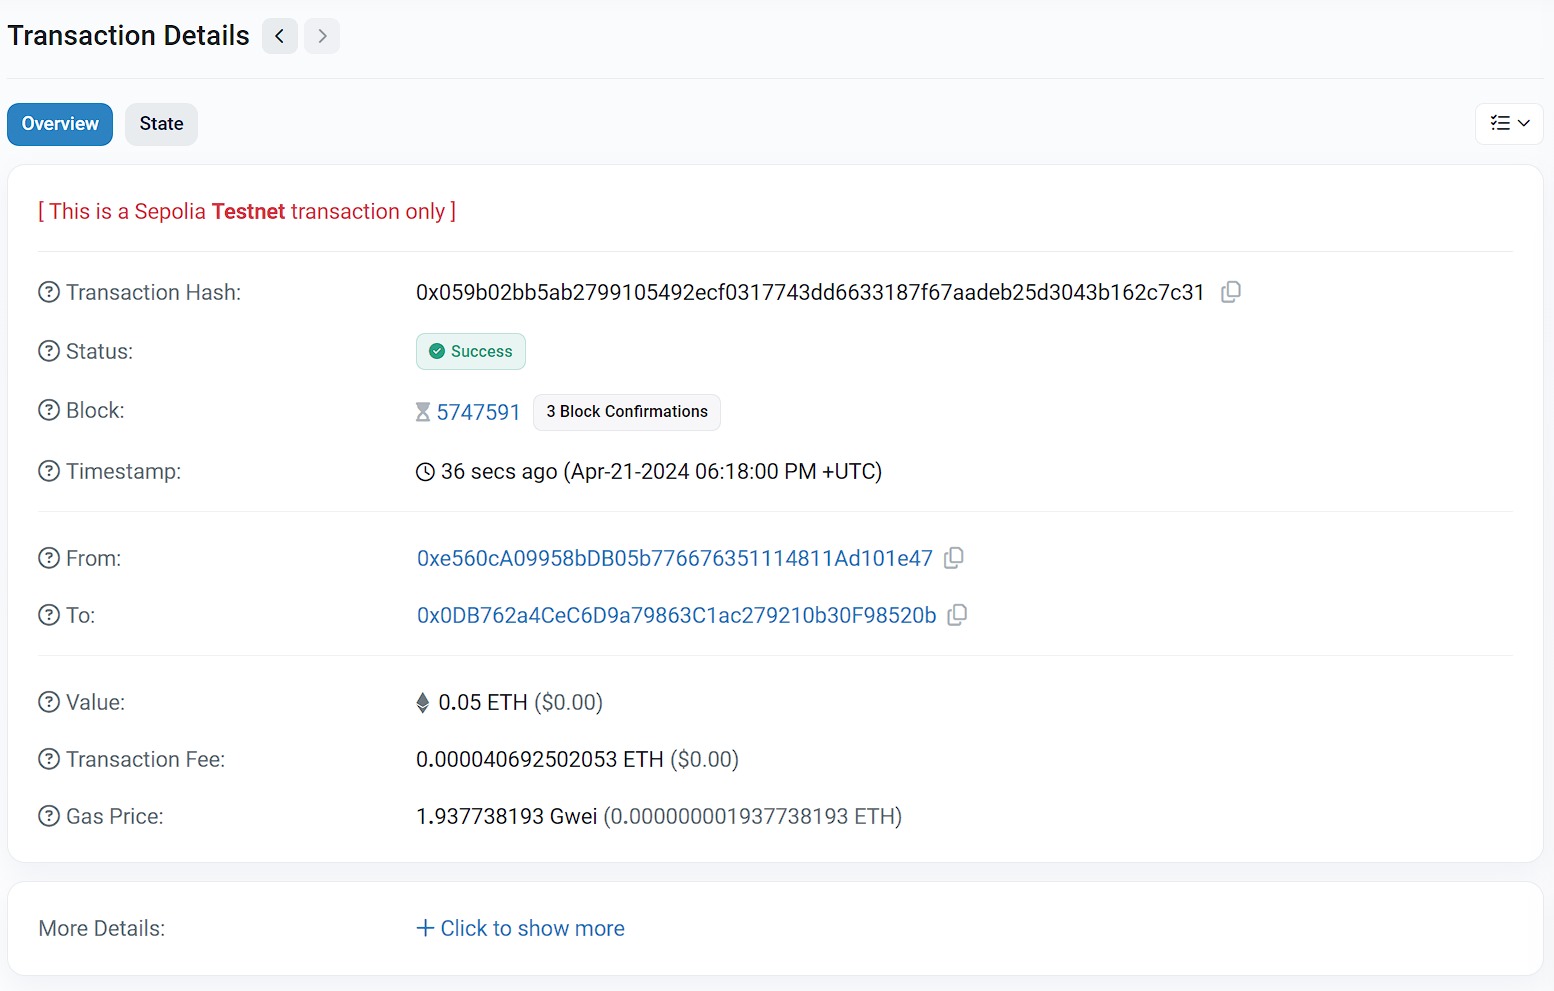 Transaction Details
Overview State
[ This is a Sepolia Testnet transaction only ]
Transaction Hash: 0x059b02bb5ab2799105492ecf0317743dd6633187f67aadeb25d3043b162c7c31
Status: Success
Block: 5747591 3 Block Confirmations
Timestamp: 36 secs ago (Apr-21-2024 06:18:00 PM +UTC)
From: 0xe560cA09958bDB05b776676351114811Ad101e47
To: 0x0DB762a4CeC6D9a79863C1ac279210b30F98520b
Value: 0.05 ETH ($0.00)
Transaction Fee: 0.000040692502053 ETH ($0.00)
Gas Price: 1.937738193 Gwei (0.000000001937738193 ETH)
More Details: + Click to show more